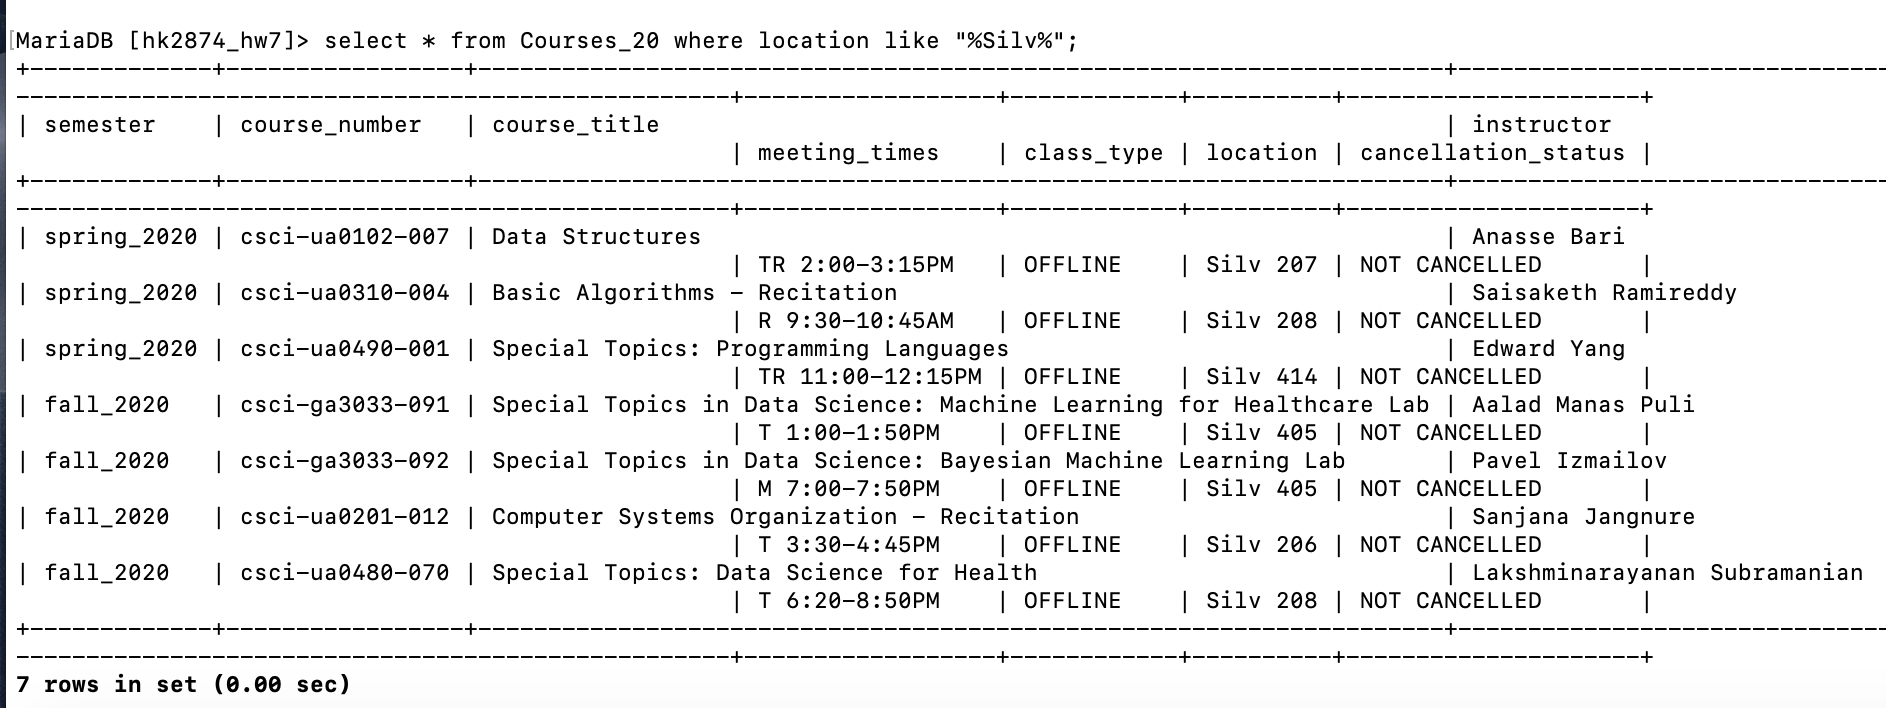 [MariaDB [hk2874_hw7]> select * from Courses_20 where location like "%Silv%";
+--------------+------------------+----------------------------------------------------------------------+-------------------------------
----------------------------------------------------+------------------+------------+----------+---------------------+
| semester    | course_number   | course_title                                                        | instructor
                                                    | meeting_times    | class_type | location | cancellation_status |
+--------------+------------------+----------------------------------------------------------------------+-------------------------------
----------------------------------------------------+------------------+------------+----------+---------------------+
| spring_2020 | csci-ua0102-007 | Data Structures                                                     | Anasse Bari
                                                    | TR 2:00-3:15PM   | OFFLINE    | Silv 207 | NOT CANCELLED       |
| spring_2020 | csci-ua0310-004 | Basic Algorithms - Recitation                                       | Saisaketh Ramireddy
                                                    | R 9:30-10:45AM   | OFFLINE    | Silv 208 | NOT CANCELLED       |
| spring_2020 | csci-ua0490-001 | Special Topics: Programming Languages                               | Edward Yang
                                                    | TR 11:00-12:15PM | OFFLINE    | Silv 414 | NOT CANCELLED       |
| fall_2020   | csci-ga3033-091 | Special Topics in Data Science: Machine Learning for Healthcare Lab | Aalad Manas Puli
                                                    | T 1:00-1:50PM    | OFFLINE    | Silv 405 | NOT CANCELLED       |
| fall_2020   | csci-ga3033-092 | Special Topics in Data Science: Bayesian Machine Learning Lab       | Pavel Izmailov
                                                    | M 7:00-7:50PM    | OFFLINE    | Silv 405 | NOT CANCELLED       |
| fall_2020   | csci-ua0201-012 | Computer Systems Organization - Recitation                          | Sanjana Jangnure
                                                    | T 3:30-4:45PM    | OFFLINE    | Silv 206 | NOT CANCELLED       |
| fall_2020   | csci-ua0480-070 | Special Topics: Data Science for Health                             | Lakshminarayanan Subramanian
                                                    | T 6:20-8:50PM    | OFFLINE    | Silv 208 | NOT CANCELLED       |
+--------------+------------------+----------------------------------------------------------------------+-------------------------------
----------------------------------------------------+------------------+------------+----------+---------------------+
7 rows in set (0.00 sec)